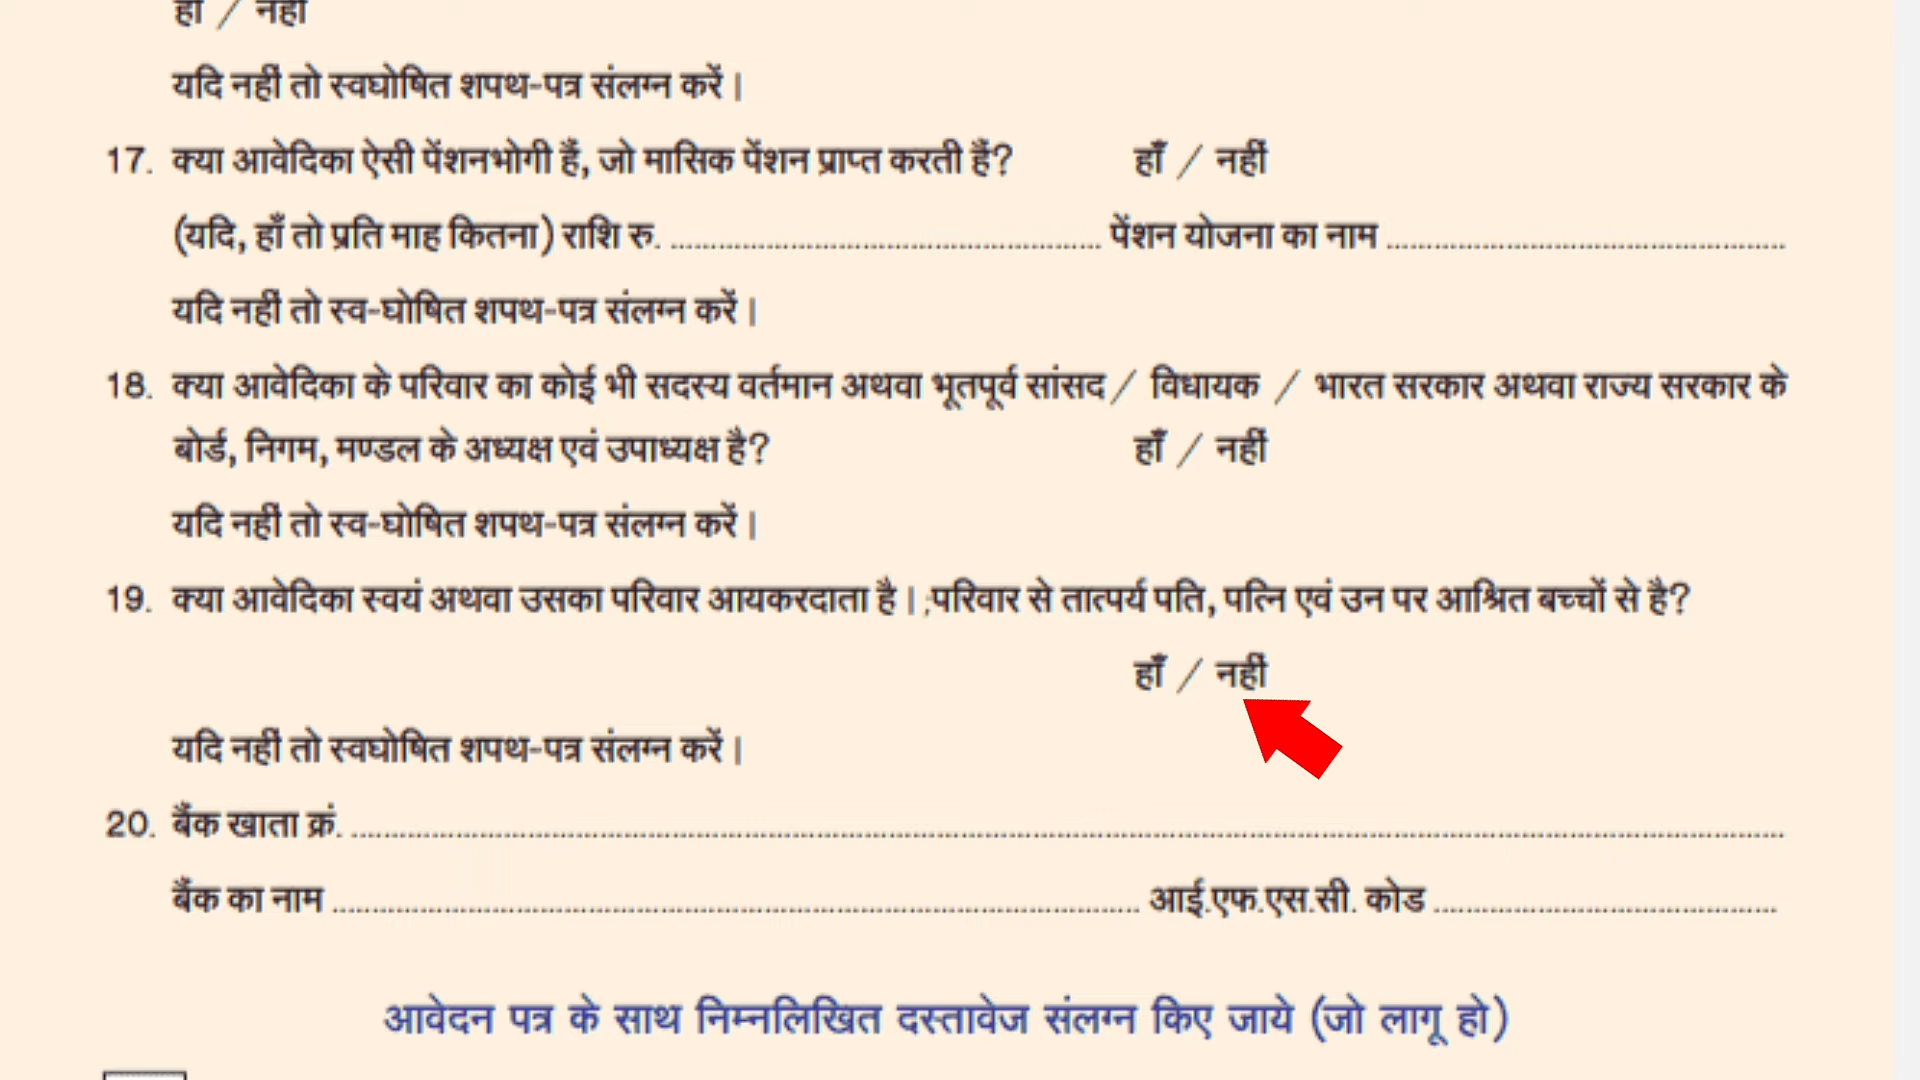 हाँ / नहीं
यदि नहीं तो स्वघोषित शपथ-पत्र संलग्न करें।
17. क्या आवेदिका ऐसी पेंशनभोगी हैं, जो मासिक पेंशन प्राप्त करती हैं? हाँ / नहीं
(यदि, हाँ तो प्रति माह कितना) राशि रु. .................................................... पेंशन योजना का नाम ................................................
यदि नहीं तो स्व-घोषित शपथ-पत्र संलग्न करें।
18. क्या आवेदिका के परिवार का कोई भी सदस्य वर्तमान अथवा भूतपूर्व सांसद / विधायक / भारत सरकार अथवा राज्य सरकार के
बोर्ड, निगम, मण्डल के अध्यक्ष एवं उपाध्यक्ष है? हाँ / नहीं
यदि नहीं तो स्व-घोषित शपथ-पत्र संलग्न करें।
19. क्या आवेदिका स्वयं अथवा उसका परिवार आयकरदाता है। ;परिवार से तात्पर्य पति, पत्नि एवं उन पर आश्रित बच्चों से है?
हाँ / नहीं
यदि नहीं तो स्वघोषित शपथ-पत्र संलग्न करें।
20. बैंक खाता क्रं. ................................................................................................
बैंक का नाम ................................................................ आई.एफ.एस.सी. कोड ........................................
आवेदन पत्र के साथ निम्नलिखित दस्तावेज संलग्न किए जाये (जो लागू हो)